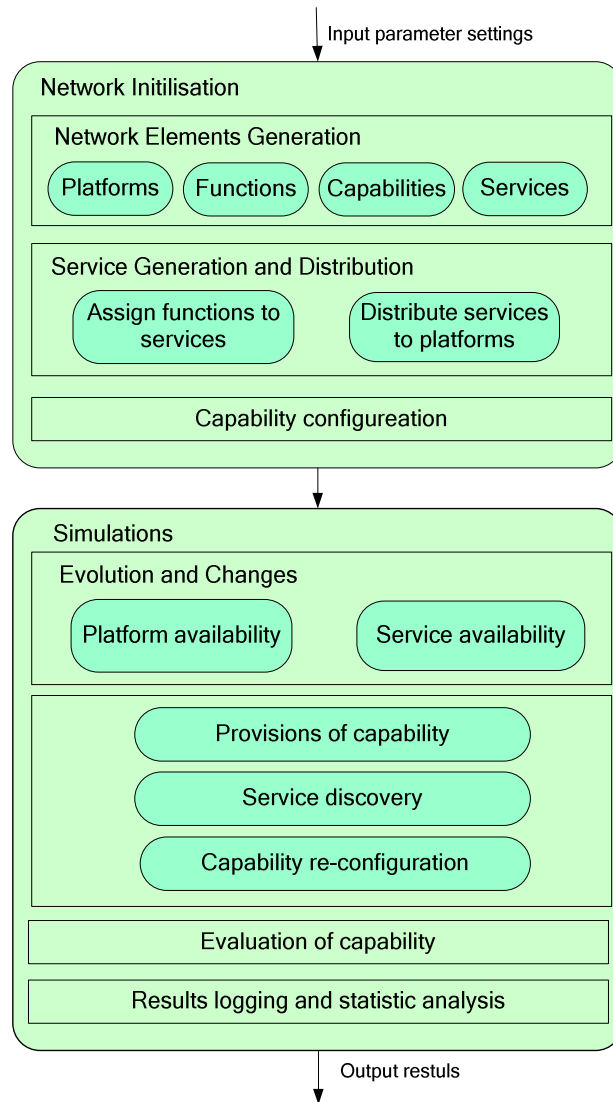 Input parameter settings
Network Initilisation
Network Elements Generation
Platforms
Functions
Capabilities
Services
Service Generation and Distribution
Assign functions to
services
Distribute services
to platforms
Capability configureation
Simulations
Evolution and Changes
Platform availability
Service availability
Provisions of capability
Service discovery
Capability re-configuration
Evaluation of capability
Results logging and statistic analysis
Output restuls